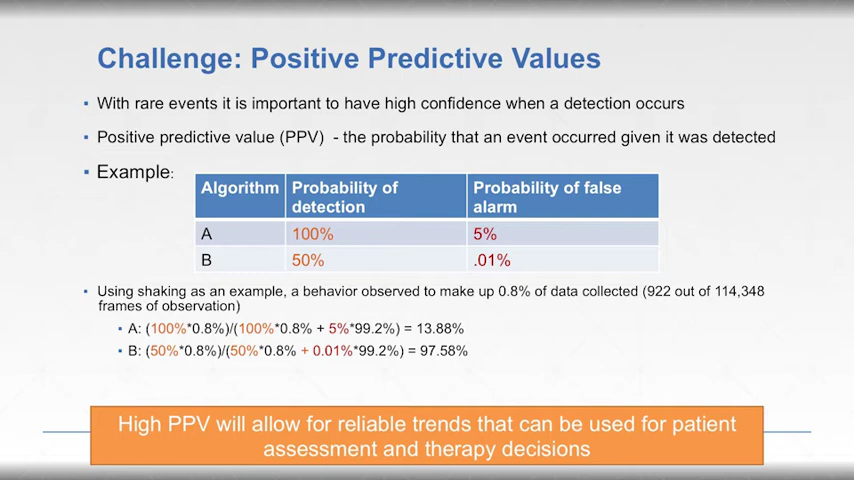 Challenge: Positive Predictive Values
▪ With rare events it is important to have high confidence when a detection occurs
▪ Positive predictive value (PPV)  - the probability that an event occurred given it was detected
▪ Example:
Algorithm Probability of detection Probability of false alarm
A 100% 5%
B 50% .01%
▪ Using shaking as an example, a behavior observed to make up 0.8% of data collected (922 out of 114,348
frames of observation)
▪ A: (100%*0.8%)/(100%*0.8% + 5%*99.2%) = 13.88%
▪ B: (50%*0.8%)/(50%*0.8% + 0.01%*99.2%) = 97.58%
High PPV will allow for reliable trends that can be used for patient
assessment and therapy decisions